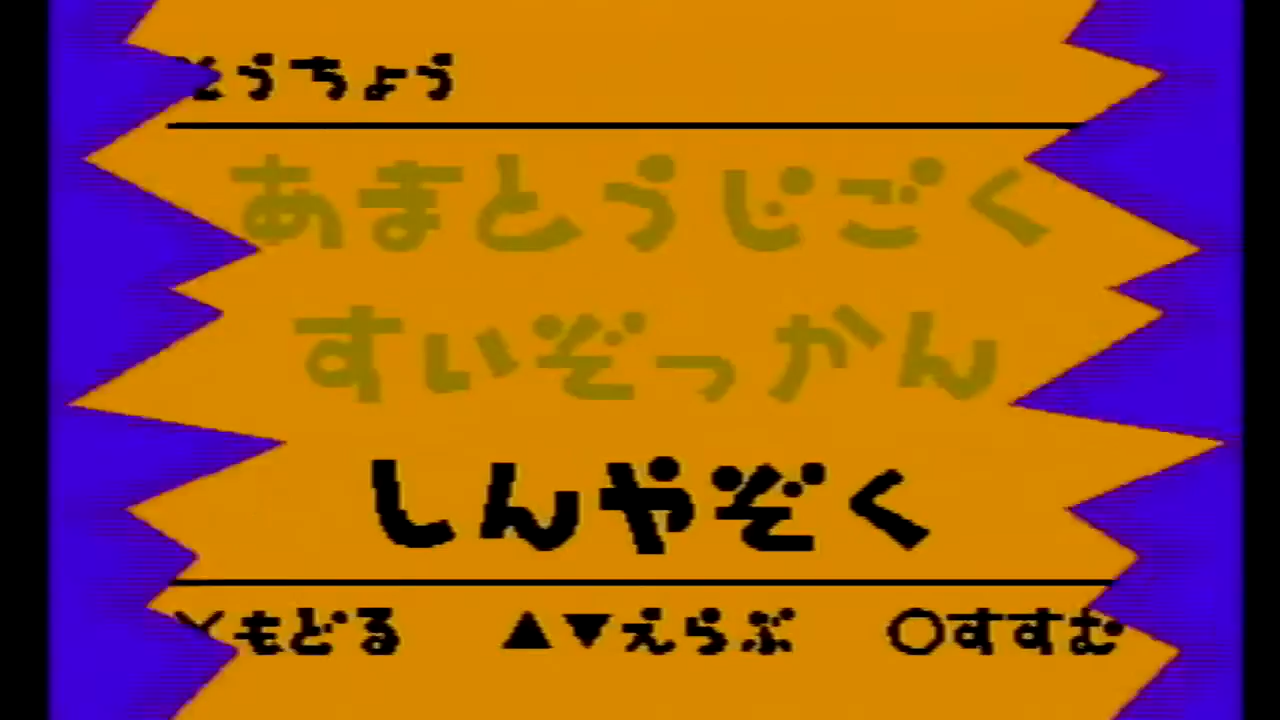 そうちょう
あまとうじごく
すいぞっかん
しんやぞく
×もどる ▲▼えらぶ ○すすむ